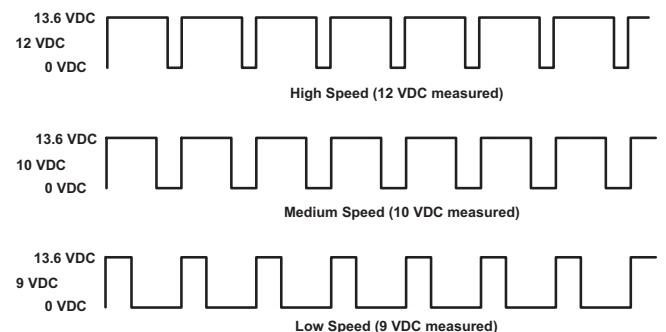 13.6 VDC
12 VDC
0 VDC
High Speed (12 VDC measured)
13.6 VDC
10 VDC
0 VDC
Medium Speed (10 VDC measured)
13.6 VDC
9 VDC
0 VDC
Low Speed (9 VDC measured)